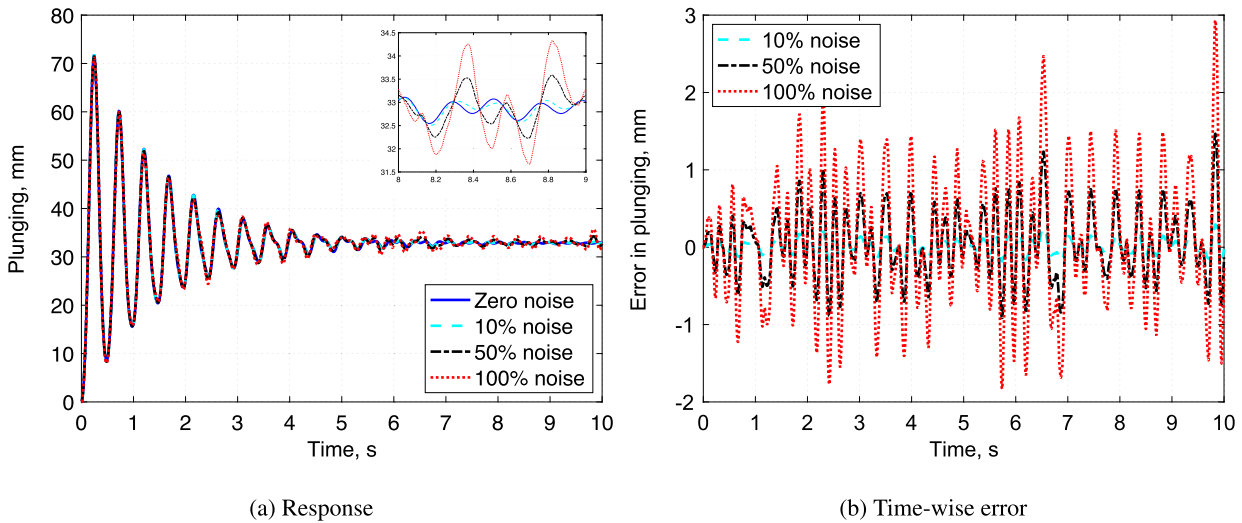 80
70
60
50
40
30
20
10
0
Plunging, mm
34.5
34
33.5
33
32.5
32
31.5
8
8.2
8.4
8.6
8.8
9
Zero noise
10% noise
50% noise
100% noise
0 1 2 3 4 5 6 7 8 9 10
Time, s
(a) Response
3
2
1
0
-1
-2
Error in plunging, mm
10% noise
50% noise
100% noise
0 1 2 3 4 5 6 7 8 9 10
Time, s
(b) Time-wise error